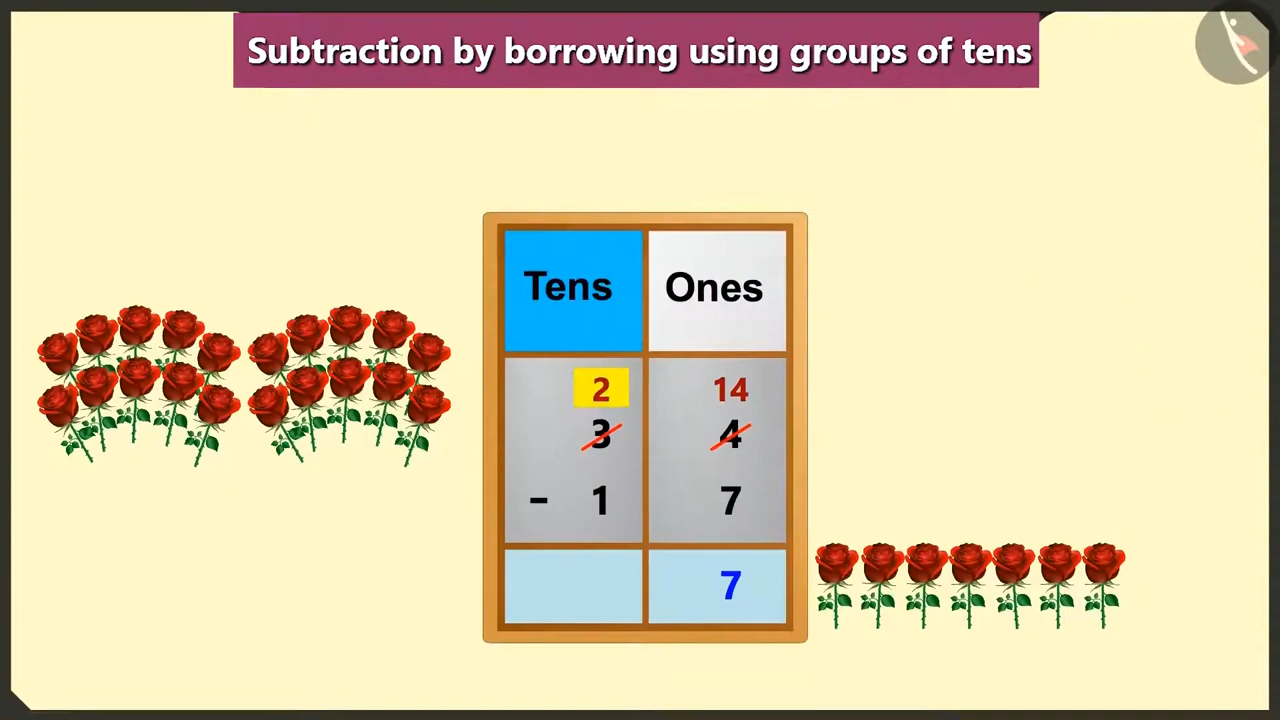 Subtraction by borrowing using groups of tens
Tens Ones
2 14
3 4
- 1 7
7